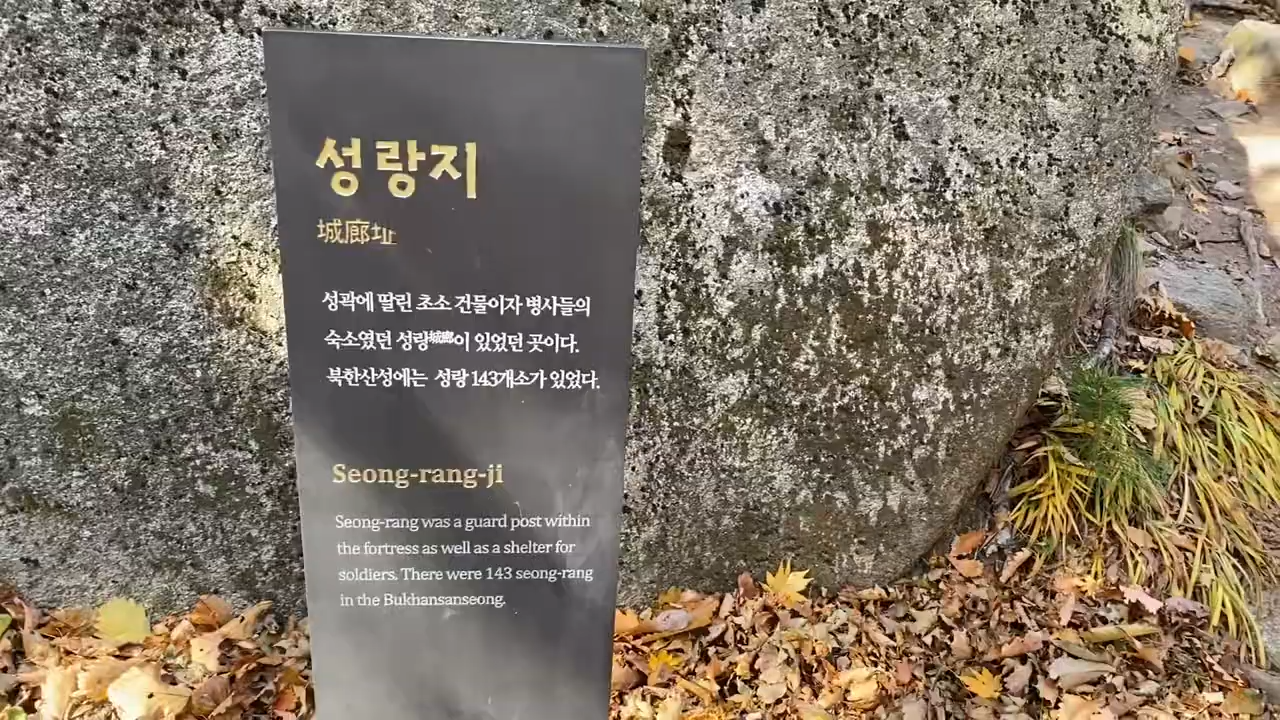 성랑지
城廊址
성곽에 딸린 초소 건물이자 병사들의
숙소였던 성랑城廊이 있었던 곳이다.
북한산성에는 성랑 143개소가 있었다.
Seong-rang-ji
Seong-rang was a guard post within
the fortress as well as a shelter for
soldiers. There were 143 seong-rang
in the Bukhansanseong.